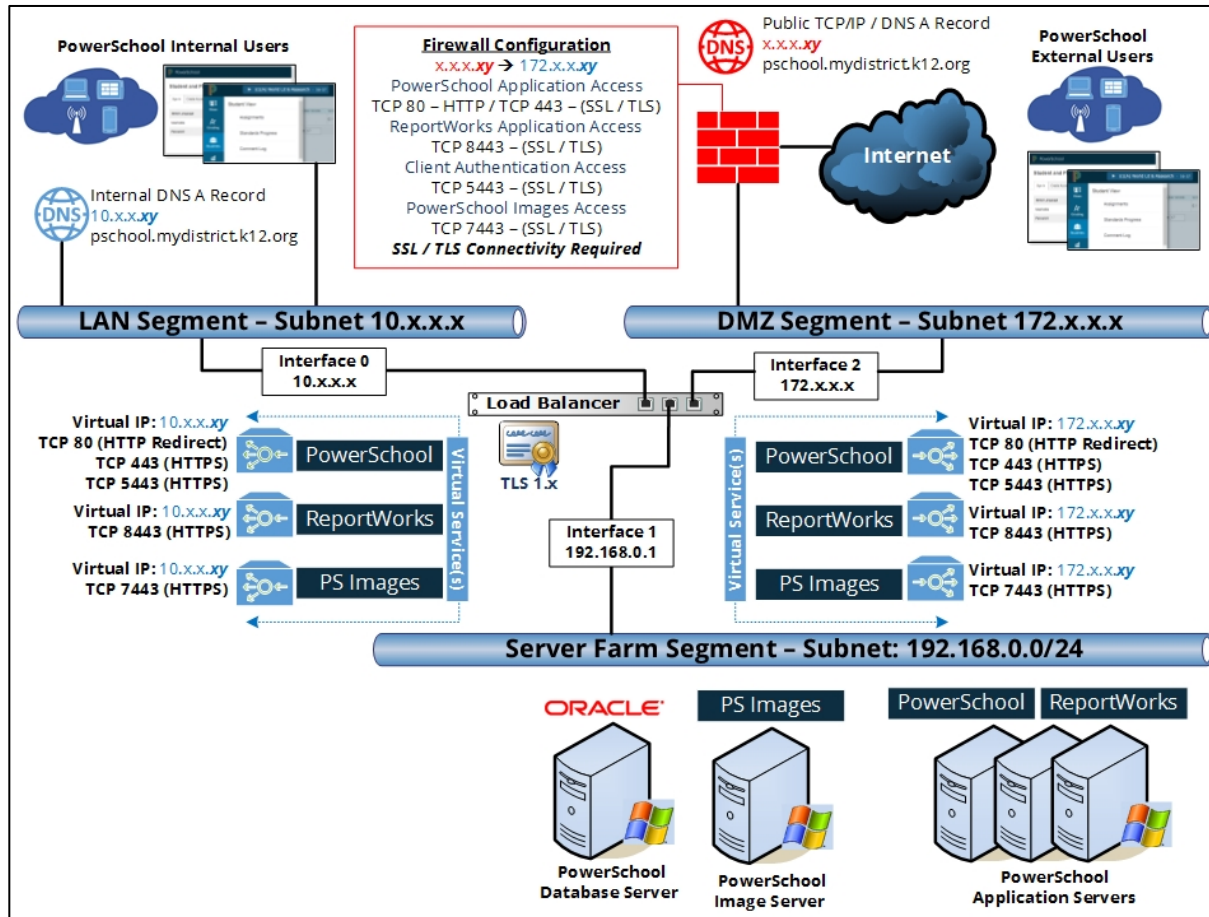 PowerSchool Internal Users
Internal DNS A Record
10.x.x.xy
pschool.mydistrict.k12.org
DNS
Firewall Configuration
x.x.x.xy → 172.x.x.xy
PowerSchool Application Access
TCP 80 – HTTP / TCP 443 – (SSL / TLS)
ReportWorks Application Access
TCP 8443 – (SSL / TLS)
Client Authentication Access
TCP 5443 – (SSL / TLS)
PowerSchool Images Access
TCP 7443 – (SSL / TLS)
SSL / TLS Connectivity Required
DNS
Public TCP/IP / DNS A Record
x.x.x.xy
pschool.mydistrict.k12.org
Internet
PowerSchool
External Users
PowerSchool
Student View
Assignments
Standards Progress
Comment Log
PowerSchool
Student View
Assignments
Standards Progress
Comment Log
LAN Segment – Subnet 10.x.x.x
DMZ Segment – Subnet 172.x.x.x
Interface 0
10.x.x.x
Interface 2
172.x.x.x
Load Balancer
TLS 1.x
Interface 1
192.168.0.1
Virtual IP: 10.x.x.xy
TCP 80 (HTTP Redirect)
TCP 443 (HTTPS)
TCP 5443 (HTTPS)
PowerSchool
Virtual IP: 10.x.x.xy
TCP 8443 (HTTPS)
ReportWorks
Virtual IP: 10.x.x.xy
TCP 7443 (HTTPS)
PS Images
Virtual Service(s)
Virtual Service(s)
PowerSchool
Virtual IP: 172.x.x.xy
TCP 80 (HTTP Redirect)
TCP 443 (HTTPS)
TCP 5443 (HTTPS)
ReportWorks
Virtual IP: 172.x.x.xy
TCP 8443 (HTTPS)
PS Images
Virtual IP: 172.x.x.xy
TCP 7443 (HTTPS)
Server Farm Segment – Subnet: 192.168.0.0/24
ORACLE
PowerSchool
Database Server
PS Images
PowerSchool
Image Server
PowerSchool
ReportWorks
PowerSchool
Application Servers